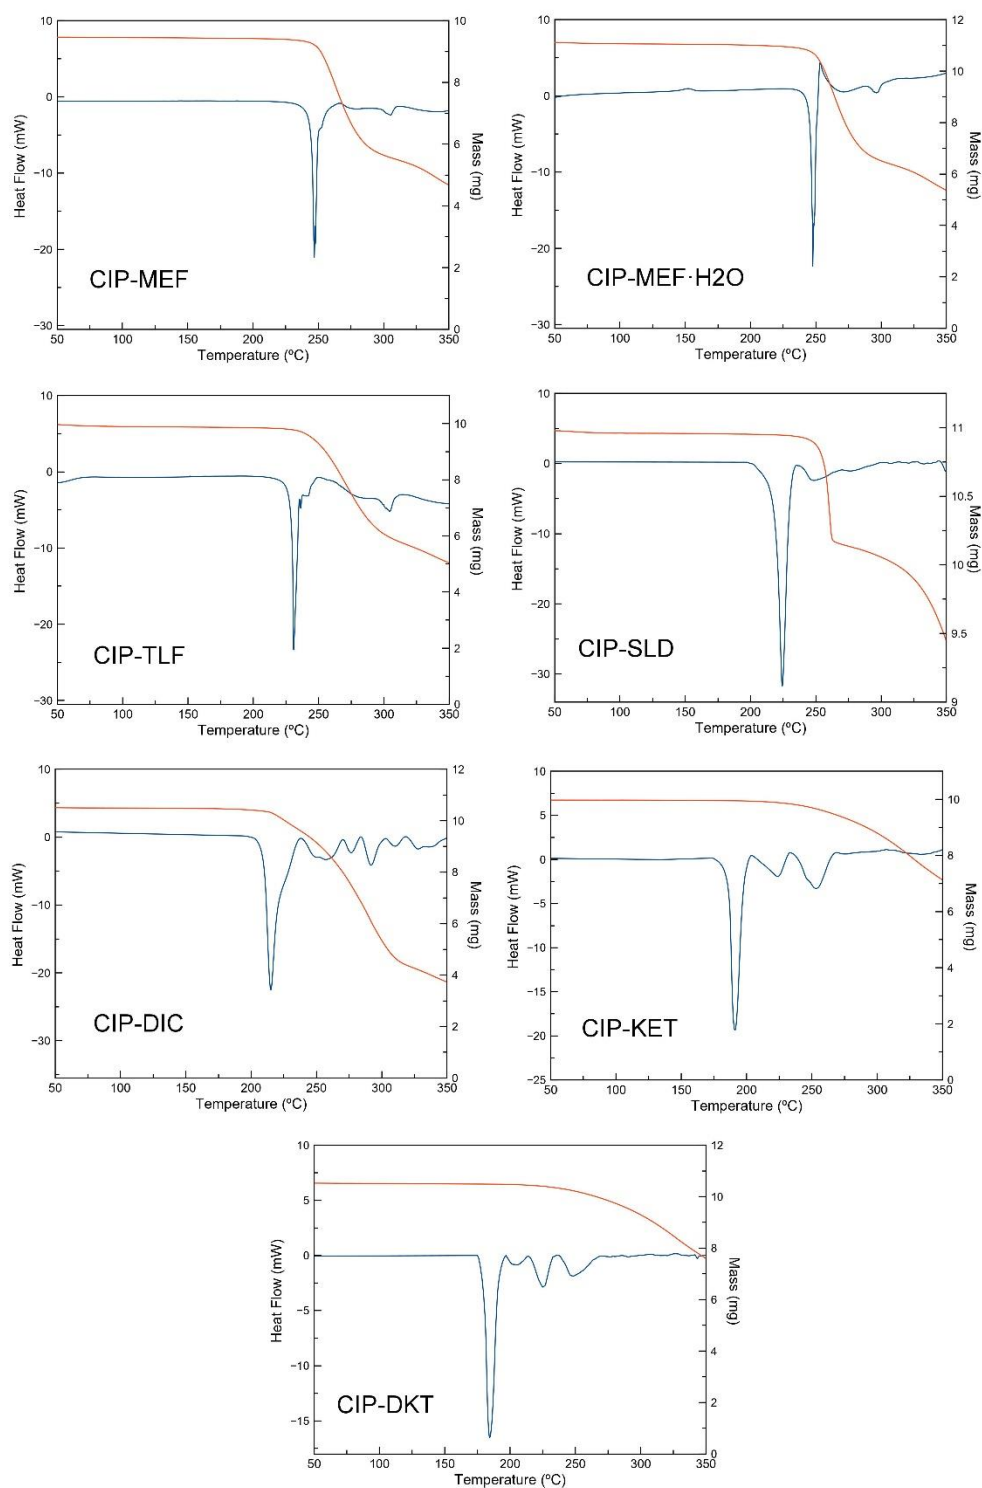 10
0
−10
−20
−30
Heat Flow (mW)
10
8
6
4
2
0
Mass (mg)
CIP-MEF
50 100 150 200 250 300 350
Temperature (ºC)
10
0
−10
−20
−30
Heat Flow (mW)
12
10
8
6
4
2
0
Mass (mg)
CIP-MEF·H2O
50 100 150 200 250 300 350
Temperature (ºC)
10
0
−10
−20
−30
Heat Flow (mW)
10
8
6
4
2
0
Mass (mg)
CIP-TLF
50 100 150 200 250 300 350
Temperature (ºC)
10
0
−10
−20
−30
Heat Flow (mW)
11
10.5
10
9.5
9
Mass (mg)
CIP-SLD
50 100 150 200 250 300 350
Temperature (ºC)
10
0
−10
−20
−30
Heat Flow (mW)
12
10
8
6
4
2
0
Mass (mg)
CIP-DIC
50 100 150 200 250 300 350
Temperature (ºC)
10
5
0
−5
−10
−15
−20
−25
Heat Flow (mW)
10
8
6
4
2
0
Mass (mg)
CIP-KET
50 100 150 200 250 300 350
Temperature (ºC)
10
5
0
−5
−10
−15
Heat Flow (mW)
12
10
8
6
4
2
0
Mass (mg)
CIP-DKT
50 100 150 200 250 300 350
Temperature (ºC)